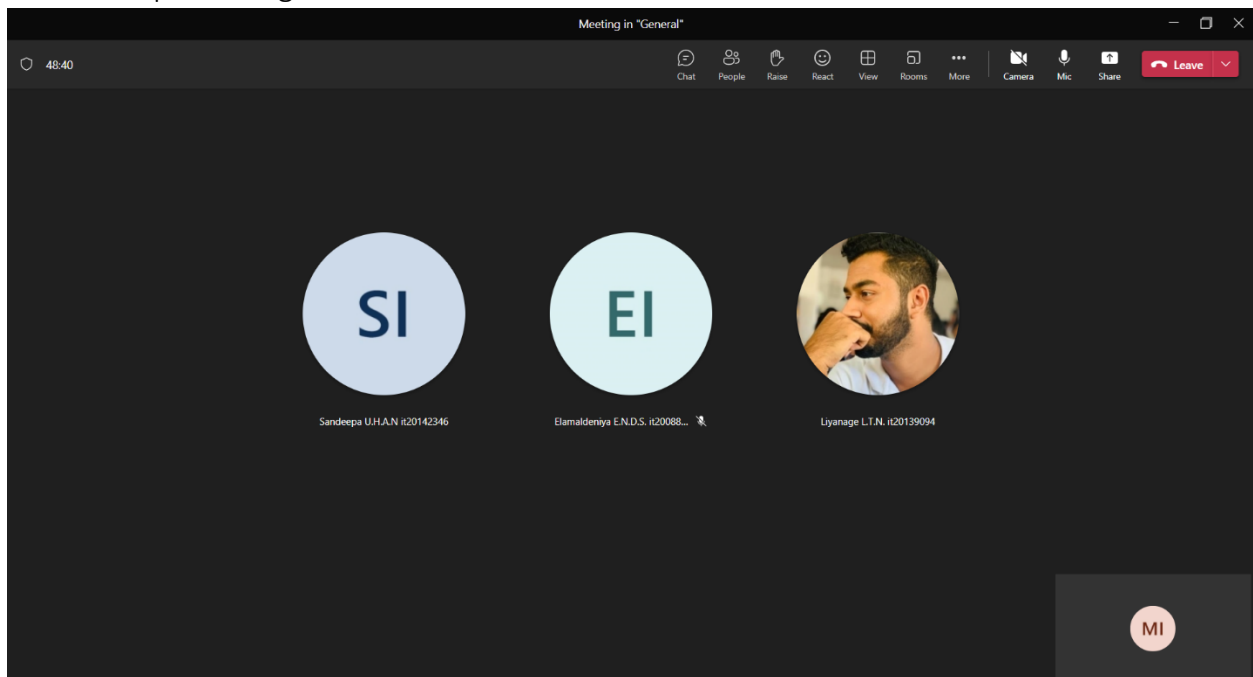 Meeting in "General"
48:40
Chat People Raise React View Rooms More Camera Mic Share Leave
SI EI
Sandeepa U.H.A.N it20142346 Elamaldeniya E.N.D.S. it20088... Liyanage L.T.N. it20139094
MI